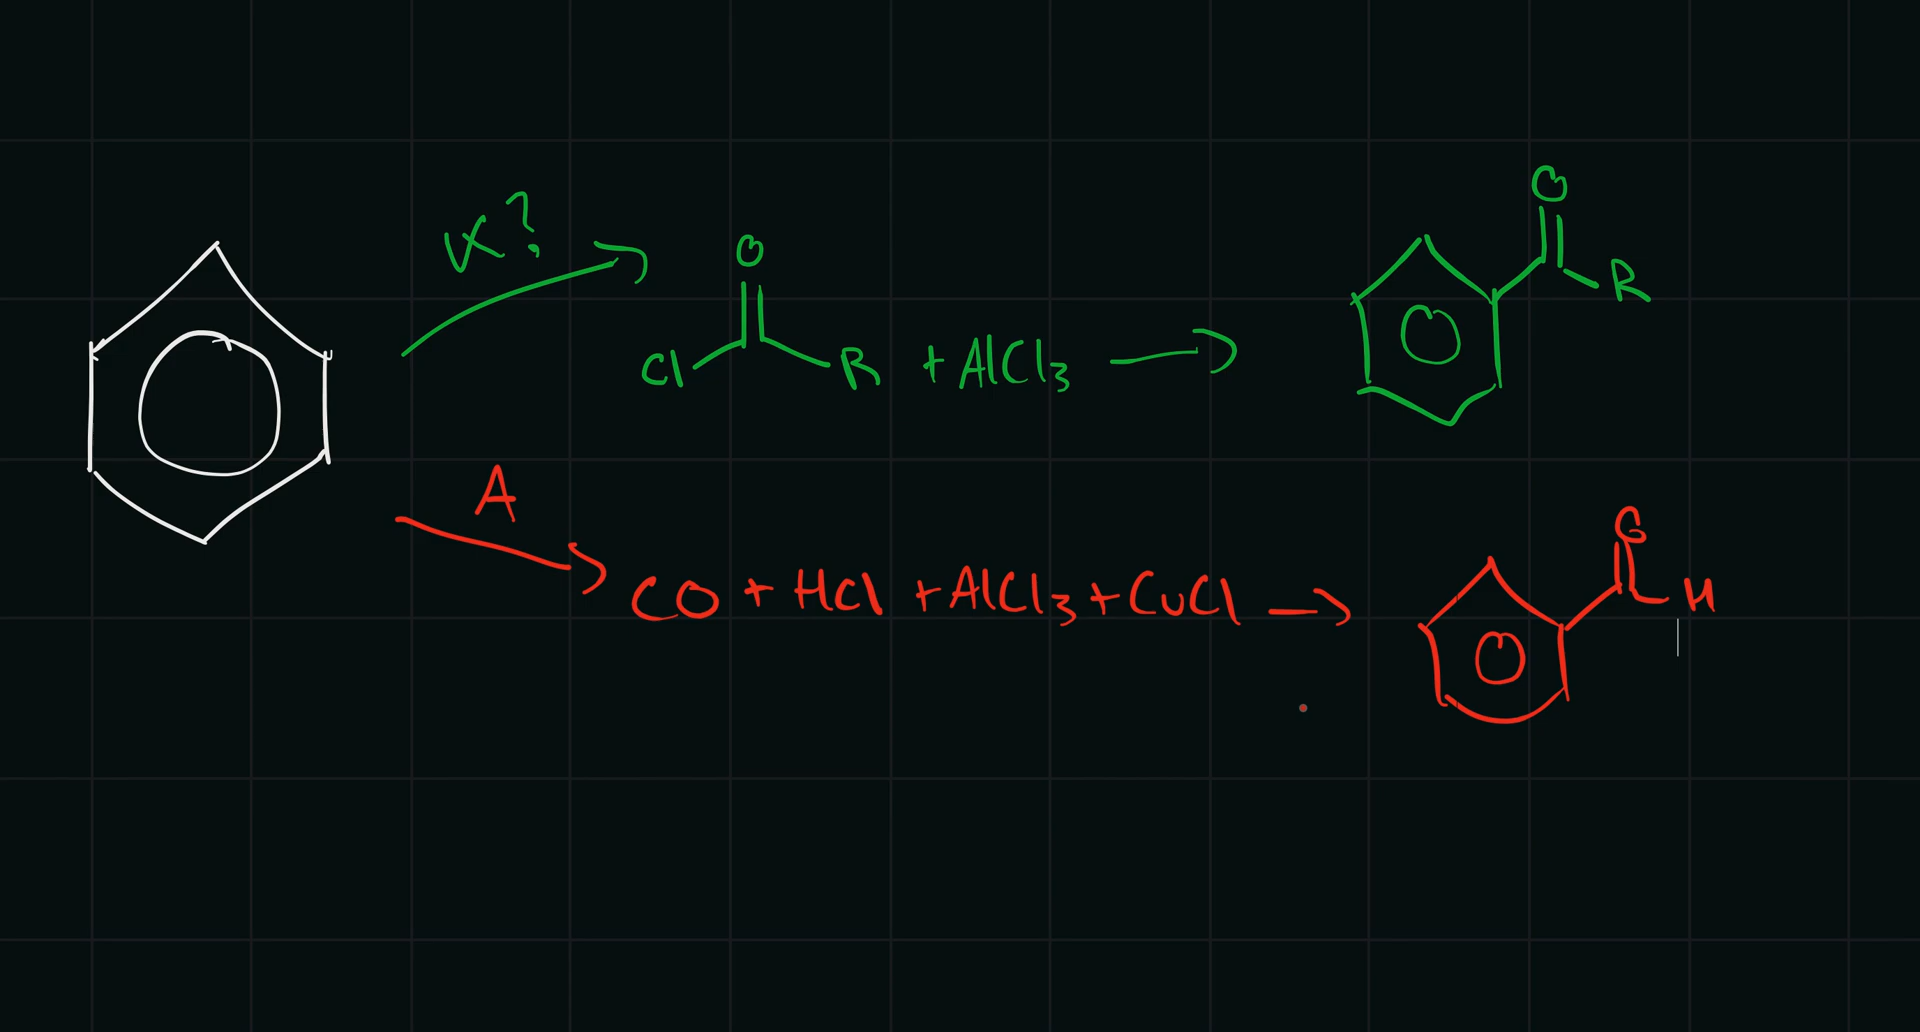 K?
O
Cl R + AlCl₃ →
O
R
A
CO + HCl + AlCl₃ + CuCl →
O
H